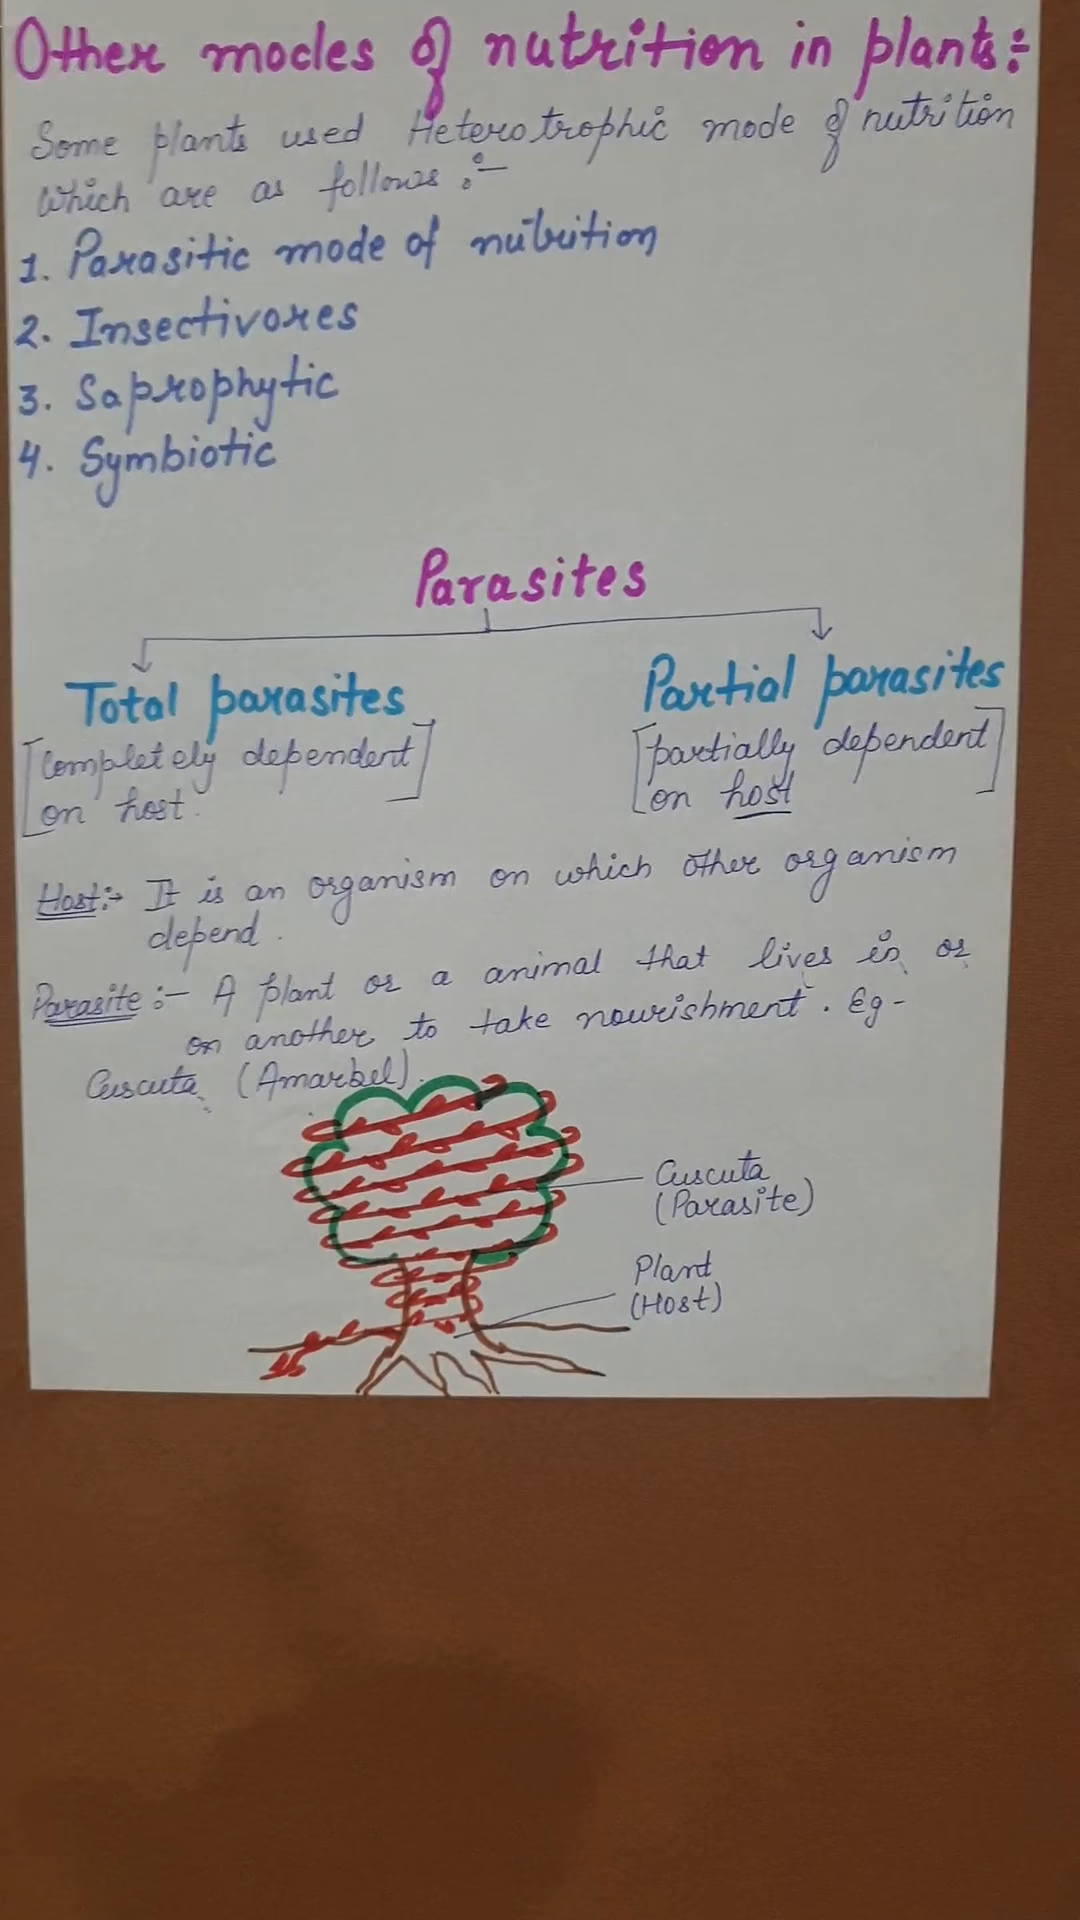 Other modes of nutrition in plants:-
Some plants used Heterotrophic mode of nutrition
which are as follows :-
1. Parasitic mode of nutrition
2. Insectivores
3. Saprophytic
4. Symbiotic
Parasites
Total parasites
[completely dependent]
on host.
Partial parasites
[partially dependent]
on host
Host:- It is an organism on which other organism
depend.
Parasite :- A plant or a animal that lives in or
on another to take nourishment. Eg-
Cuscuta (Amarbel).
Cuscuta
(Parasite)
Plant
(Host)